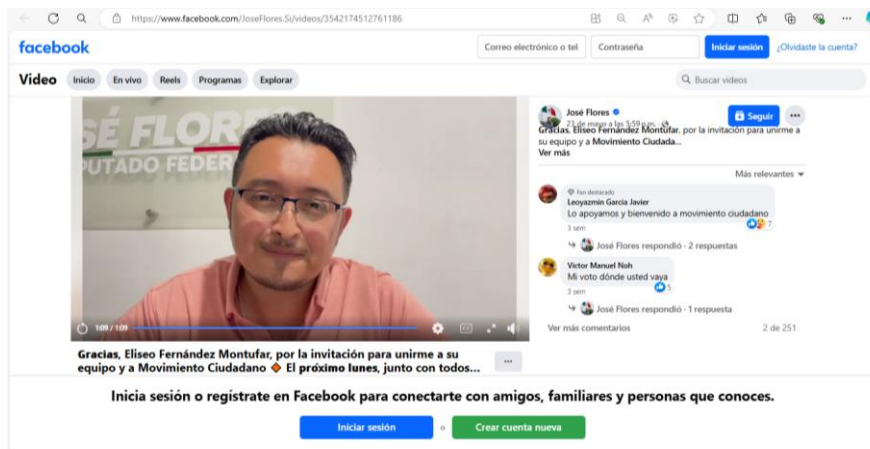 https://www.facebook.com/JoseFlores.Si/videos/3542174512761186
facebook
Correo electrónico o tel
Contraseña
Iniciar sesión
¿Olvidaste la cuenta?
Video
Inicio
En vivo
Reels
Programas
Explorar
Buscar videos
SÉ FLOR
PUTADO FEDER
1:09 / 1:09
Gracias, Eliseo Fernández Montufar, por la invitación para unirme a su
equipo y a Movimiento Ciudadano 🔶 El próximo lunes, junto con todos...
José Flores
Seguir
23 de mayo a las 5:59 p.m.
Gracias, Eliseo Fernández Montufar, por la invitación para unirme a
su equipo y a Movimiento Ciudada...
Ver más
Más relevantes
Fan destacado
Leoyazmin Garcia Javier
Lo apoyamos y bienvenido a movimiento ciudadano
7
3 sem
José Flores respondió · 2 respuestas
Victor Manuel Noh
Mi voto dónde usted vaya
5
3 sem
José Flores respondió · 1 respuesta
Ver más comentarios
2 de 251
Inicia sesión o regístrate en Facebook para conectarte con amigos, familiares y personas que conoces.
Iniciar sesión
o
Crear cuenta nueva